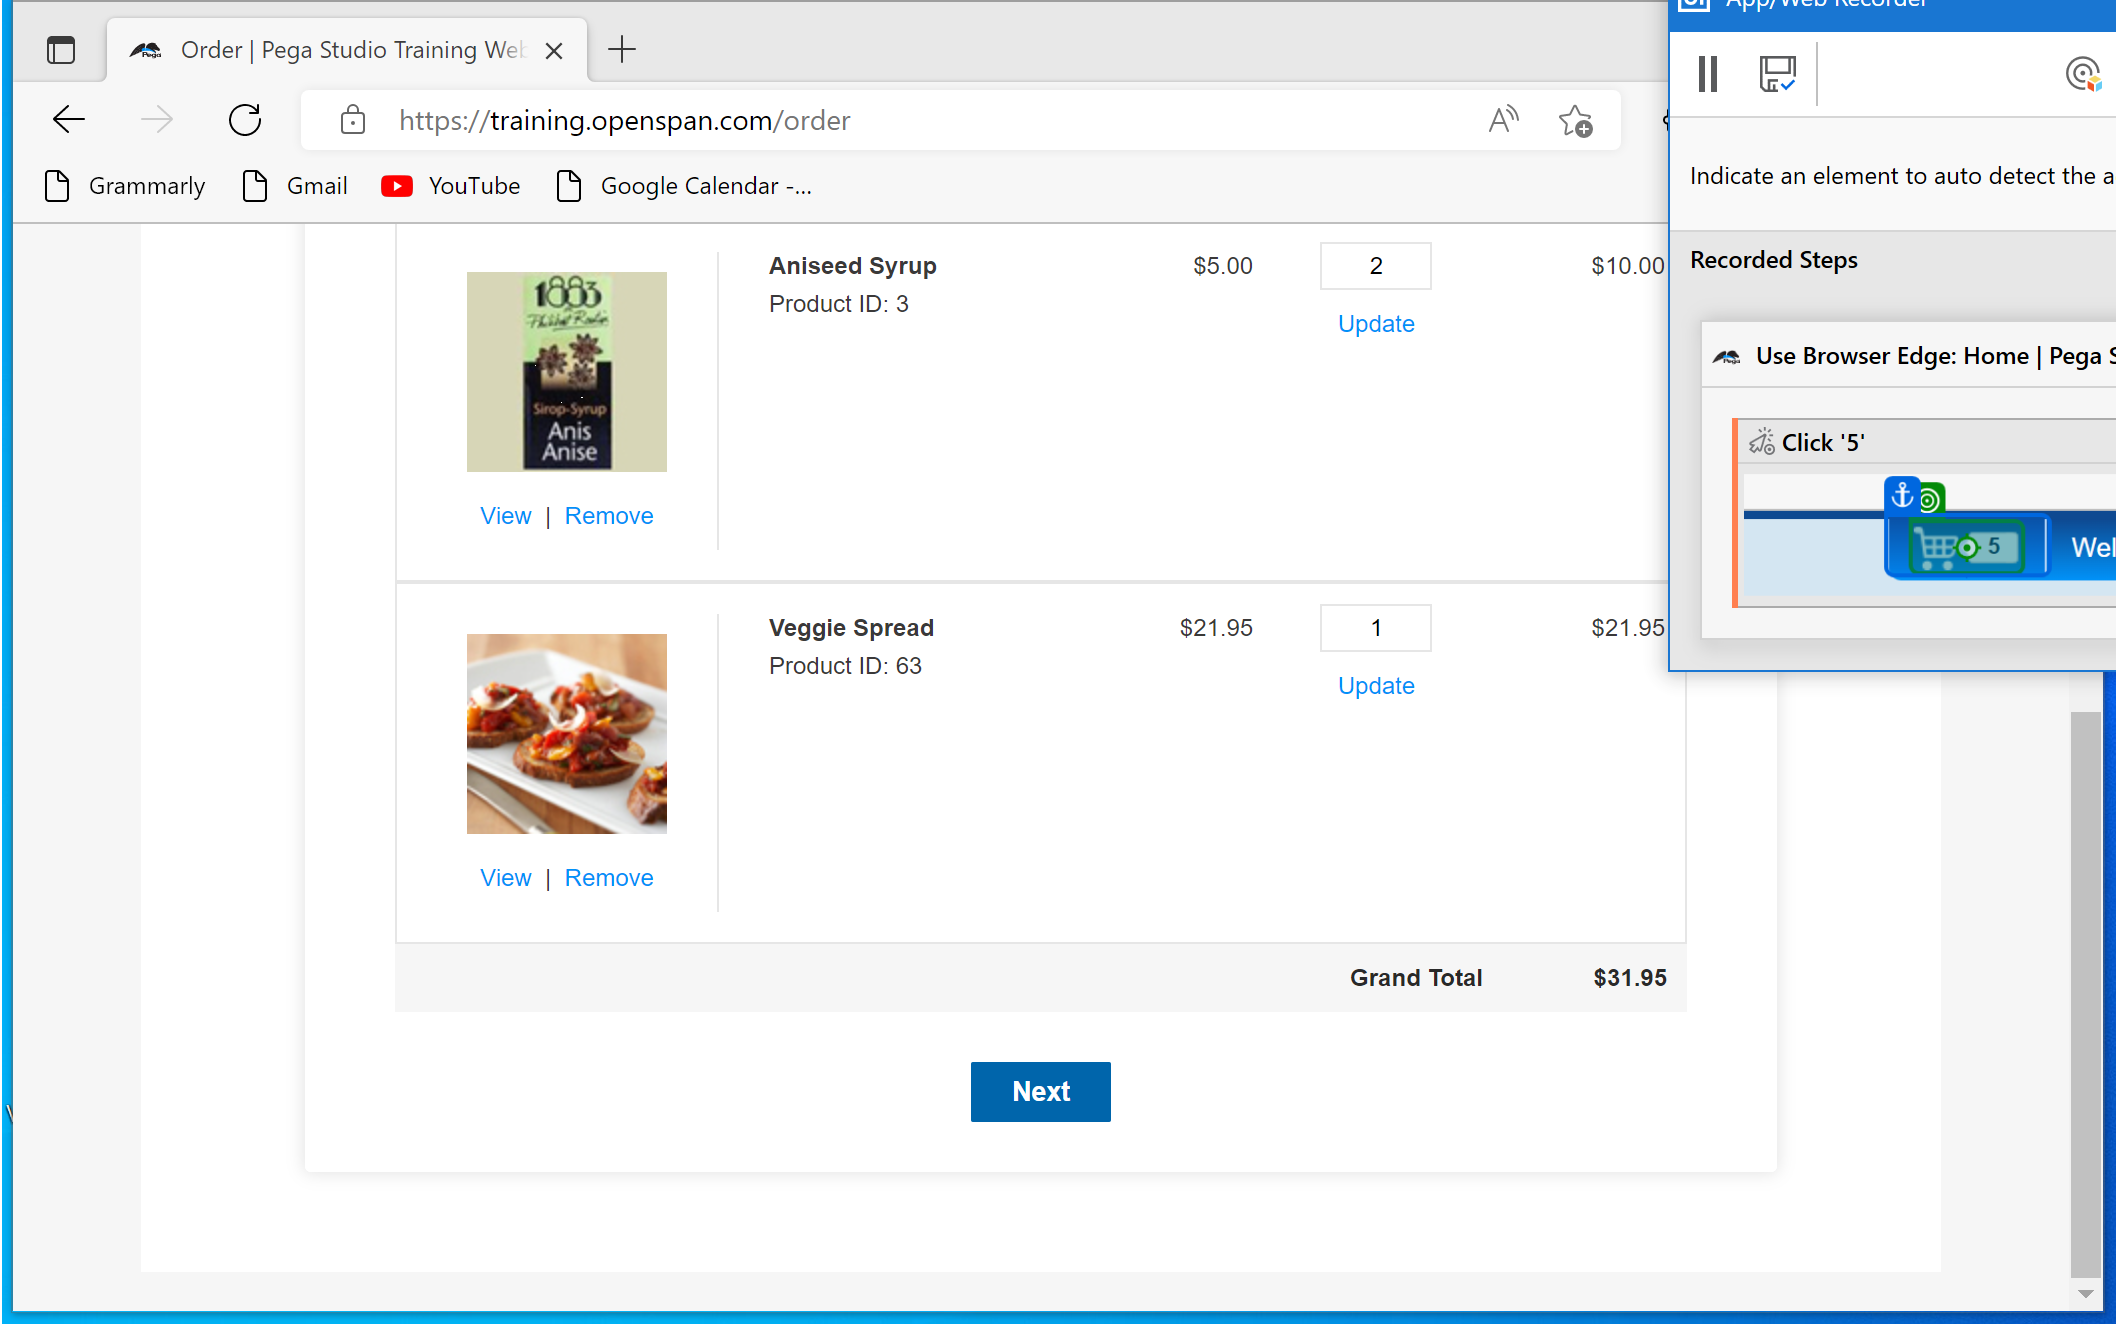 App/Web Recorder
Order | Pega Studio Training Web
https://training.openspan.com/order
Grammarly
Gmail
YouTube
Google Calendar -...
Indicate an element to auto detect the a
Recorded Steps
Use Browser Edge: Home | Pega S
Click '5'
5
Wel
Aniseed Syrup
$5.00
2
$10.00
Product ID: 3
Update
1883
Sirop-Syrup
Anis
Anise
View | Remove
Veggie Spread
$21.95
1
$21.95
Product ID: 63
Update
View | Remove
Grand Total
$31.95
Next